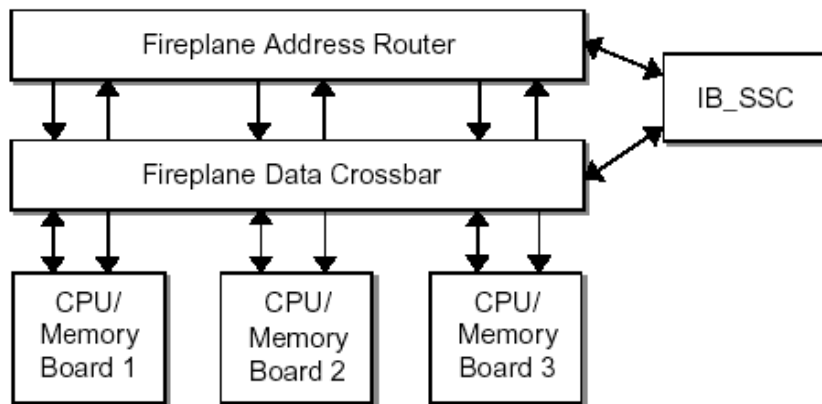 Fireplane Address Router
IB_SSC
Fireplane Data Crossbar
CPU/
Memory
Board 1
CPU/
Memory
Board 2
CPU/
Memory
Board 3